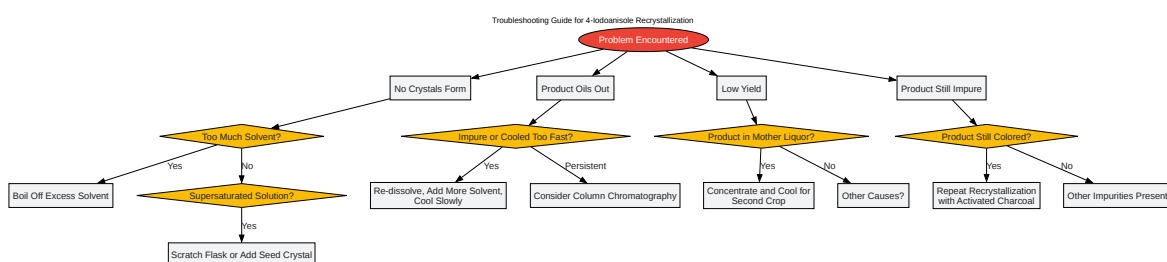 Troubleshooting Guide for 4-Iodoanisole Recrystallization
Problem Encountered
No Crystals Form
Product Oils Out
Low Yield
Product Still Impure
Too Much Solvent?
Impure or Cooled Too Fast?
Product in Mother Liquor?
Product Still Colored?
Yes
No
Yes
Persistent
Yes
No
Yes
No
Boil Off Excess Solvent
Supersaturated Solution?
Re-dissolve, Add More Solvent,
Cool Slowly
Consider Column Chromatography
Concentrate and Cool for
Second Crop
Other Causes?
Repeat Recrystallization
with Activated Charcoal
Other Impurities Present
Yes
Scratch Flask or Add Seed Crystal